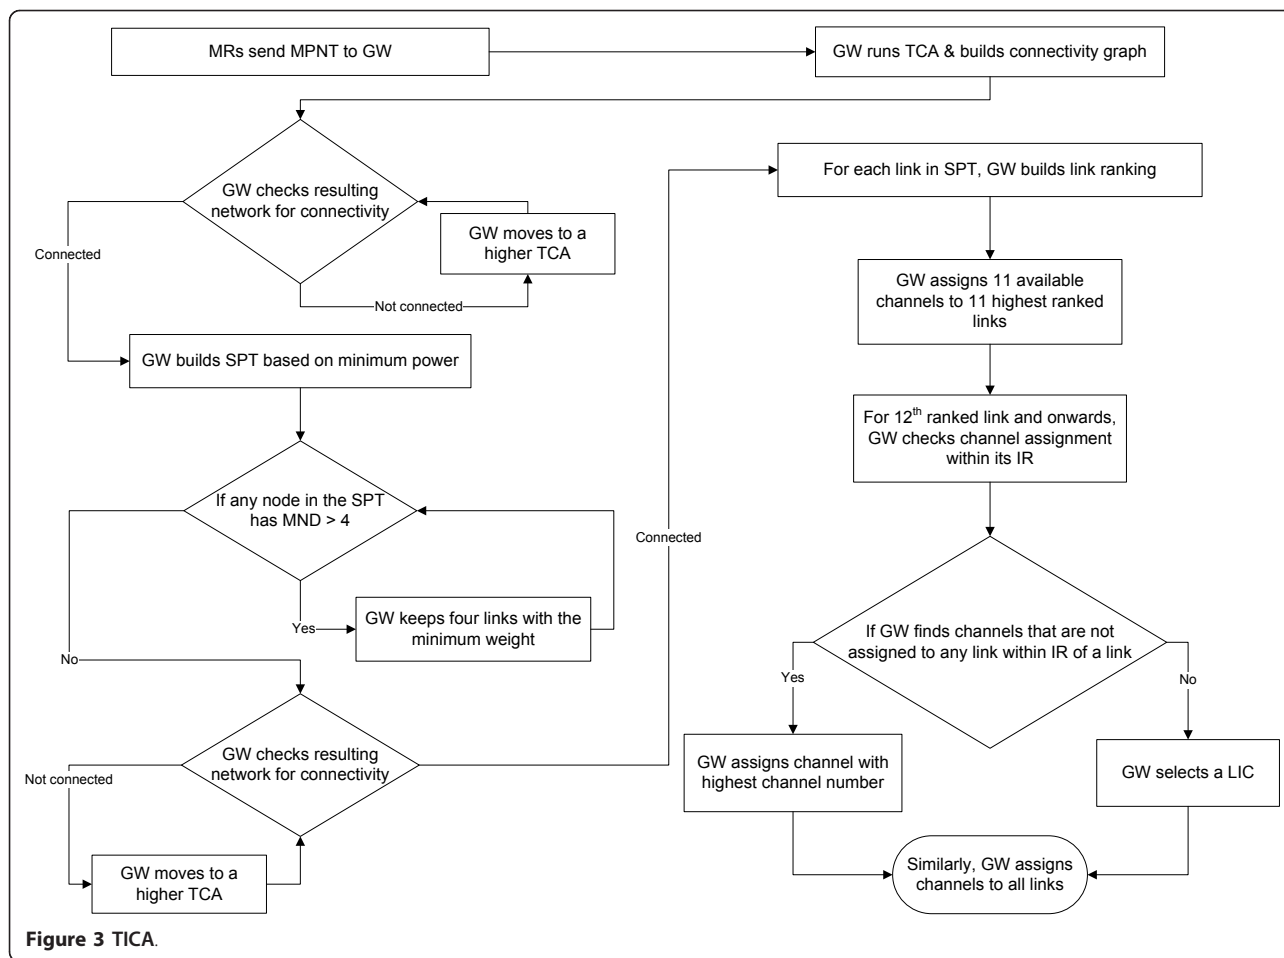 MRs send MPNT to GW
GW runs TCA & builds connectivity graph
GW checks resulting
network for connectivity
GW moves to a
higher TCA
Connected
Not connected
GW builds SPT based on minimum power
If any node in the SPT
has MND > 4
Yes
GW keeps four links with the
minimum weight
No
GW checks resulting
network for connectivity
Not connected
GW moves to a
higher TCA
Connected
For each link in SPT, GW builds link ranking
GW assigns 11 available
channels to 11 highest ranked
links
For 12th ranked link and onwards,
GW checks channel assignment
within its IR
If GW finds channels that are not
assigned to any link within IR of a link
Yes
No
GW assigns channel with
highest channel number
GW selects a LIC
Similarly, GW assigns
channels to all links
Figure 3 TICA.